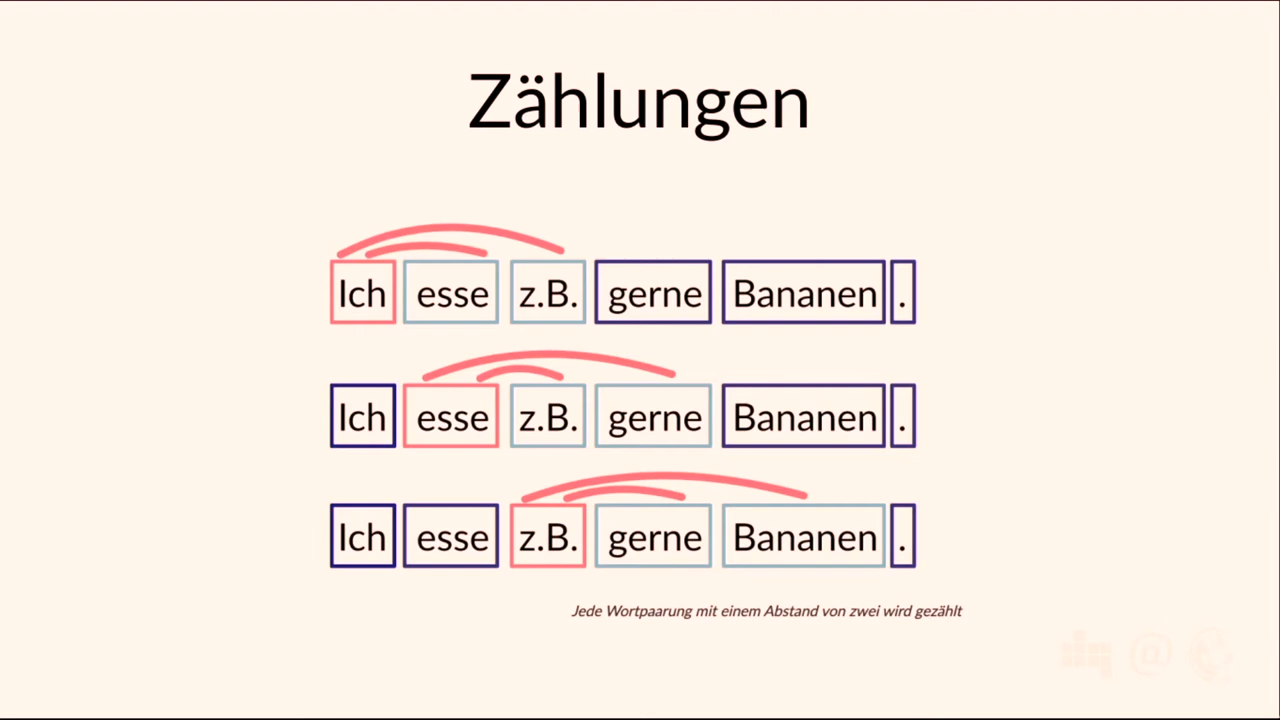 Zählungen
Ich esse z.B. gerne Bananen .
Ich esse z.B. gerne Bananen .
Ich esse z.B. gerne Bananen .
Jede Wortpaarung mit einem Abstand von zwei wird gezählt